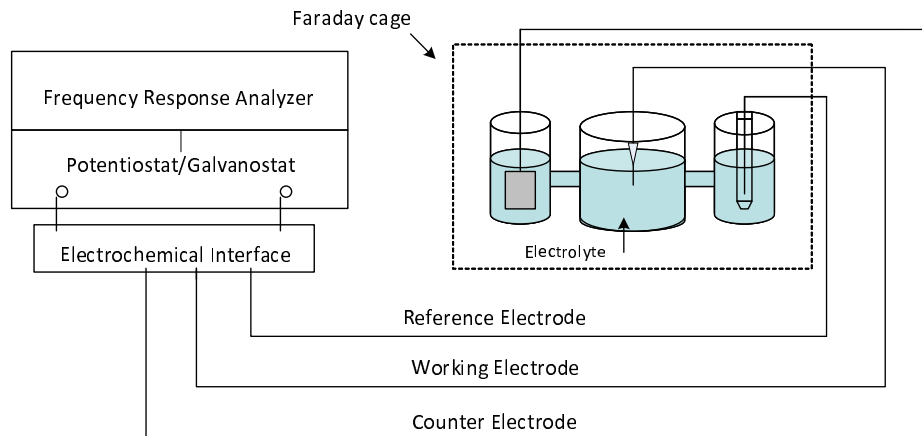 Faraday cage
Frequency Response Analyzer
Potentiostat/Galvanostat
Electrochemical Interface
Electrolyte
Reference Electrode
Working Electrode
Counter Electrode